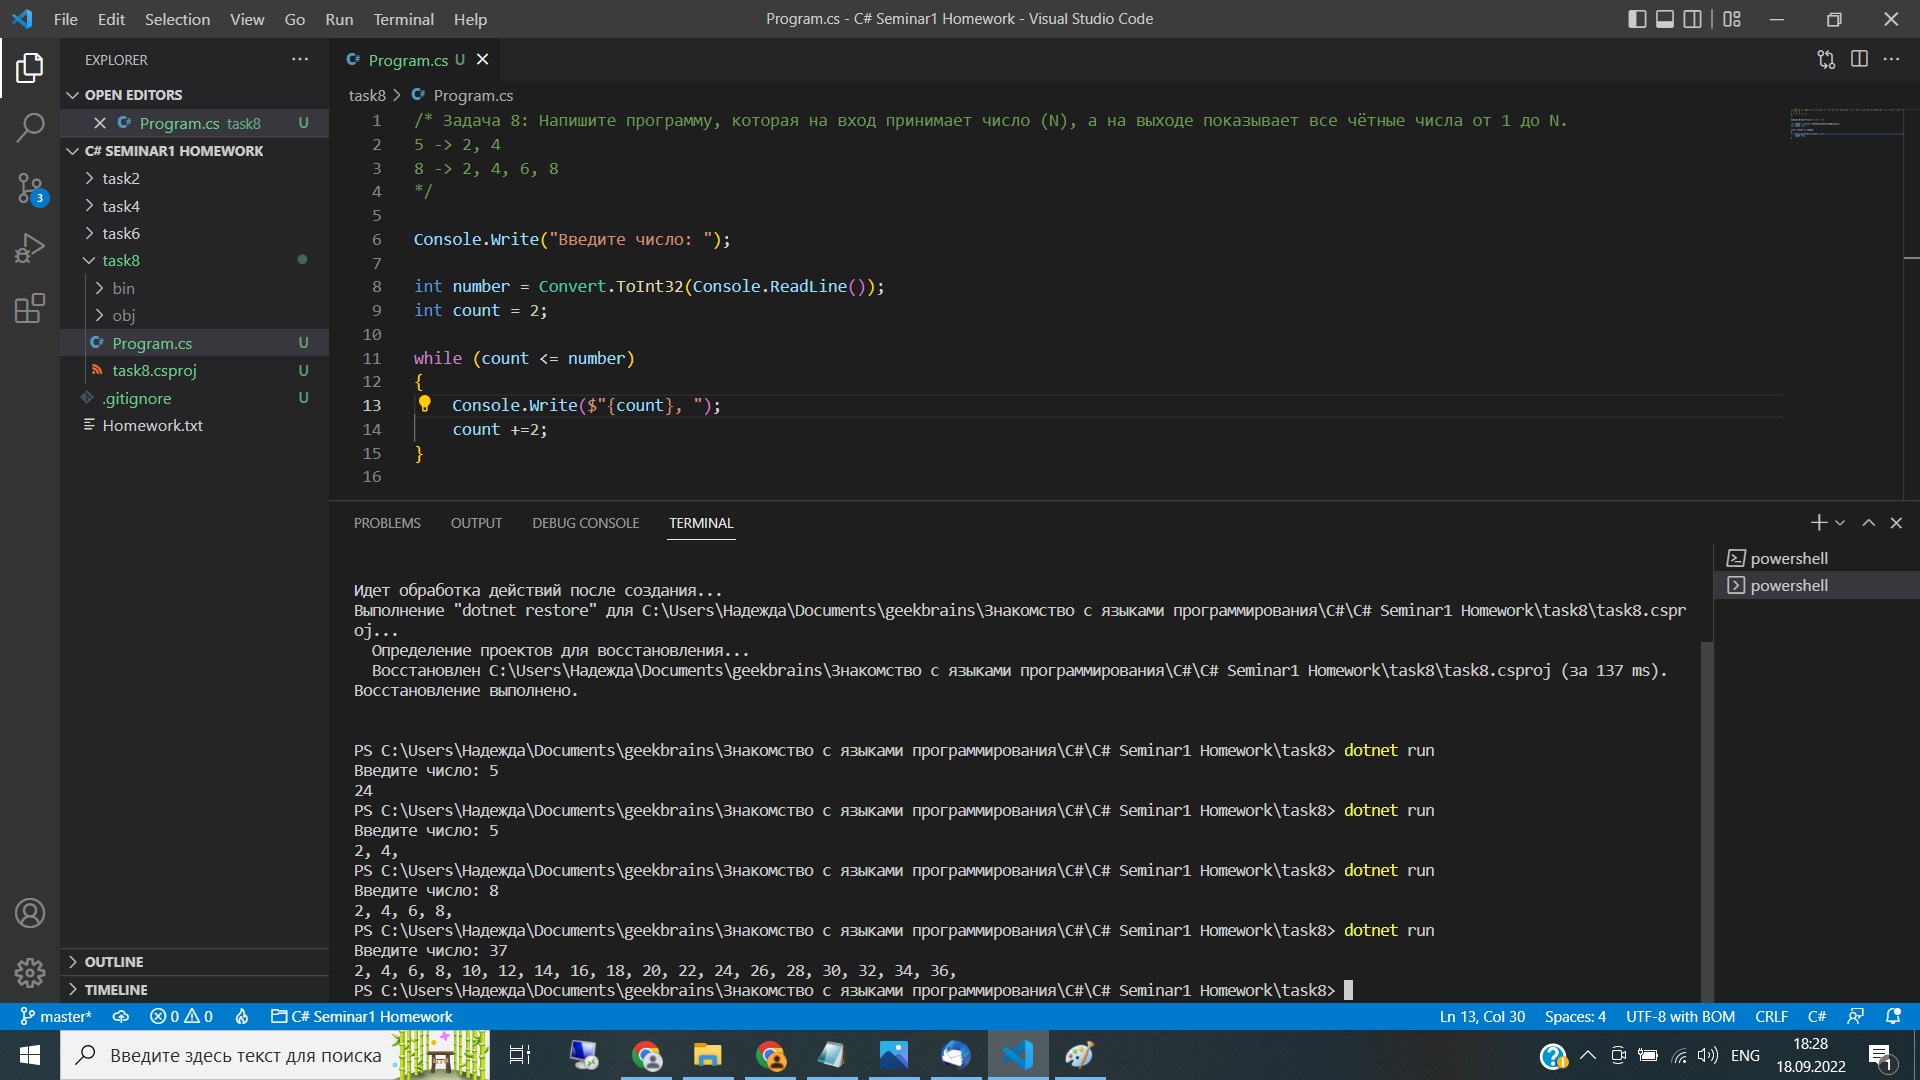 File Edit Selection View Go Run Terminal Help
Program.cs - C# Seminar1 Homework - Visual Studio Code
EXPLORER
OPEN EDITORS
Program.cs task8 U
C# SEMINAR1 HOMEWORK
task2
task4
task6
task8
bin
obj
Program.cs U
task8.csproj U
.gitignore U
Homework.txt
OUTLINE
TIMELINE
3
Program.cs U
task8 > Program.cs
1 /* Задача 8: Напишите программу, которая на вход принимает число (N), а на выходе показывает все чётные числа от 1 до N.
2 5 -> 2, 4
3 8 -> 2, 4, 6, 8
4 */
5
6 Console.Write("Введите число: ");
7
8 int number = Convert.ToInt32(Console.ReadLine());
9 int count = 2;
10
11 while (count <= number)
12 {
13 Console.Write($"{count}, ");
14 count +=2;
15 }
16
PROBLEMS OUTPUT DEBUG CONSOLE TERMINAL
powershell
powershell
Идет обработка действий после создания...
Выполнение "dotnet restore" для C:\Users\Надежда\Documents\geekbrains\Знакомство с языками программирования\C#\C# Seminar1 Homework\task8\task8.cspr
oj...
Определение проектов для восстановления...
Восстановлен C:\Users\Надежда\Documents\geekbrains\Знакомство с языками программирования\C#\C# Seminar1 Homework\task8\task8.csproj (за 137 ms).
Восстановление выполнено.
PS C:\Users\Надежда\Documents\geekbrains\Знакомство с языками программирования\C#\C# Seminar1 Homework\task8> dotnet run
Введите число: 5
24
PS C:\Users\Надежда\Documents\geekbrains\Знакомство с языками программирования\C#\C# Seminar1 Homework\task8> dotnet run
Введите число: 5
2, 4,
PS C:\Users\Надежда\Documents\geekbrains\Знакомство с языками программирования\C#\C# Seminar1 Homework\task8> dotnet run
Введите число: 8
2, 4, 6, 8,
PS C:\Users\Надежда\Documents\geekbrains\Знакомство с языками программирования\C#\C# Seminar1 Homework\task8> dotnet run
Введите число: 37
2, 4, 6, 8, 10, 12, 14, 16, 18, 20, 22, 24, 26, 28, 30, 32, 34, 36,
PS C:\Users\Надежда\Documents\geekbrains\Знакомство с языками программирования\C#\C# Seminar1 Homework\task8>
master* 0 0 C# Seminar1 Homework
Ln 13, Col 30 Spaces: 4 UTF-8 with BOM CRLF C#
Введите здесь текст для поиска
ENG
18:28
18.09.2022
1